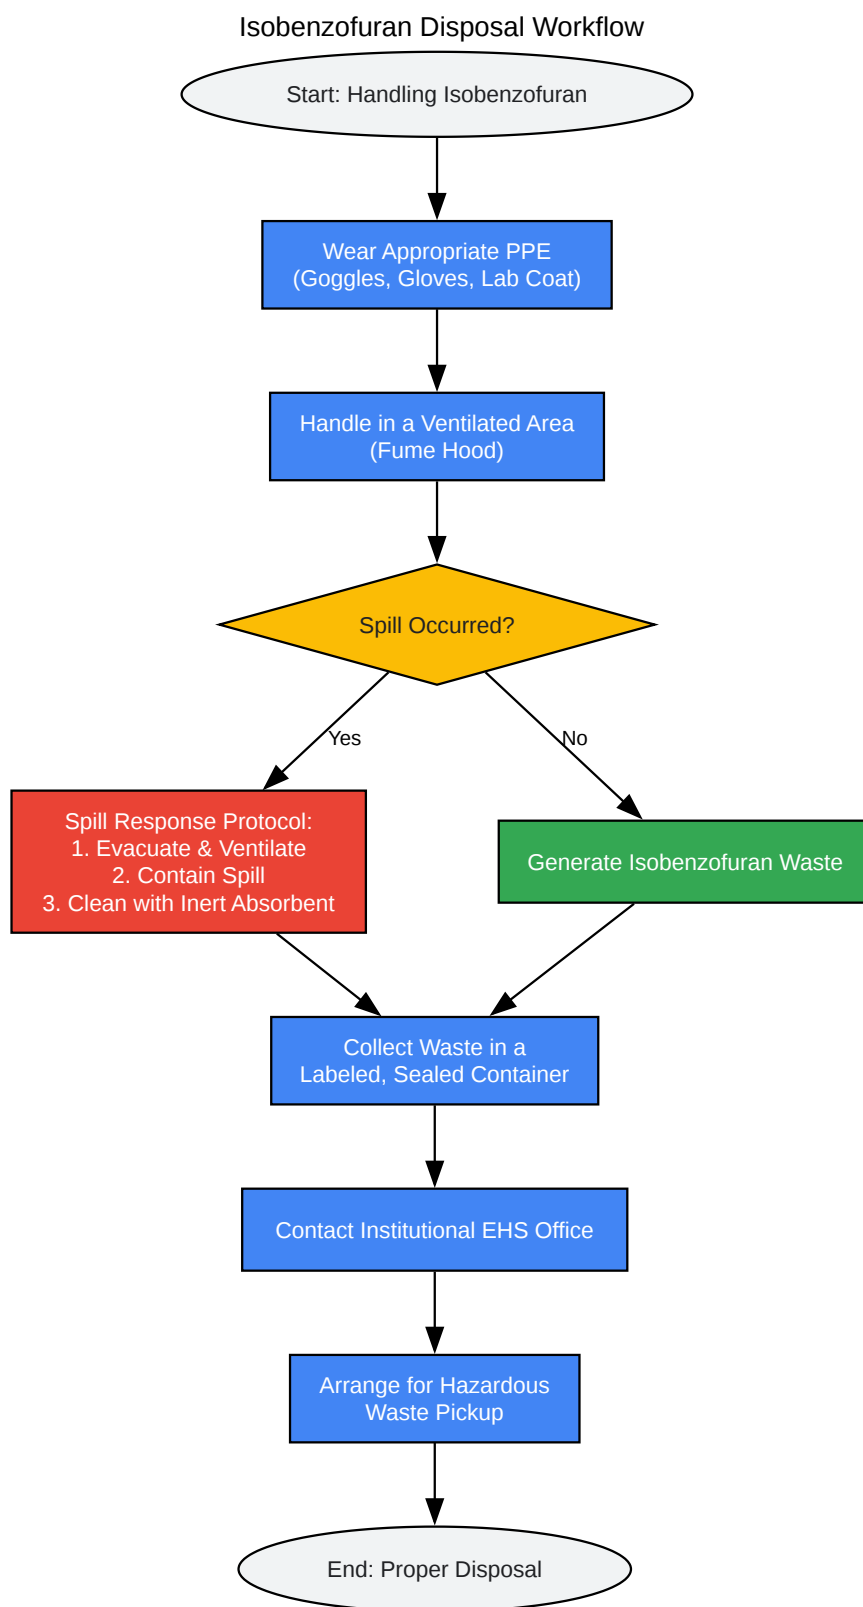 Isobenzofuran Disposal Workflow
Start: Handling Isobenzofuran
Wear Appropriate PPE
(Goggles, Gloves, Lab Coat)
Handle in a Ventilated Area
(Fume Hood)
Spill Occurred?
Yes
No
Spill Response Protocol:
1. Evacuate & Ventilate
2. Contain Spill
3. Clean with Inert Absorbent
Generate Isobenzofuran Waste
Collect Waste in a
Labeled, Sealed Container
Contact Institutional EHS Office
Arrange for Hazardous
Waste Pickup
End: Proper Disposal